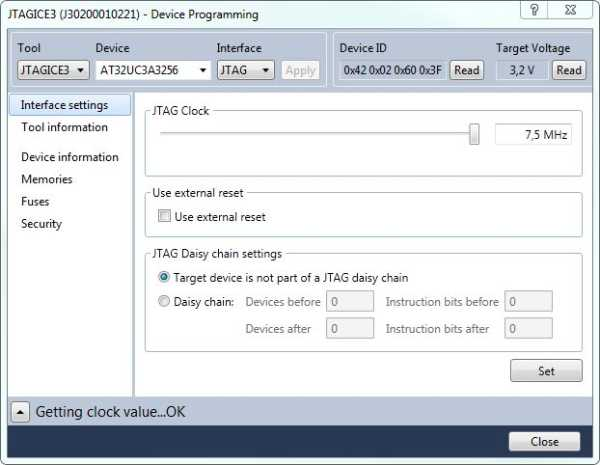 JTAGICE3 (J30200010221) - Device Programming
Tool Device Interface Device ID Target Voltage
JTAGICE3 AT32UC3A3256 JTAG Apply 0x42 0x02 0x60 0x3F Read 3,2 V Read
Interface settings
Tool information
Device information
Memories
Fuses
Security
JTAG Clock
7,5 MHz
Use external reset
Use external reset
JTAG Daisy chain settings
Target device is not part of a JTAG daisy chain
Daisy chain: Devices before 0 Instruction bits before 0
Devices after 0 Instruction bits after 0
Set
Getting clock value...OK
Close